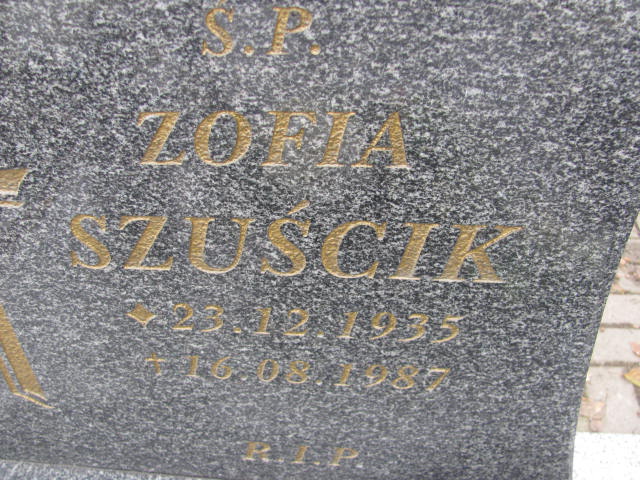 S.P.
ZOFIA
SZUŚCIK
23.12.1935
16.08.1987
R.I.P.